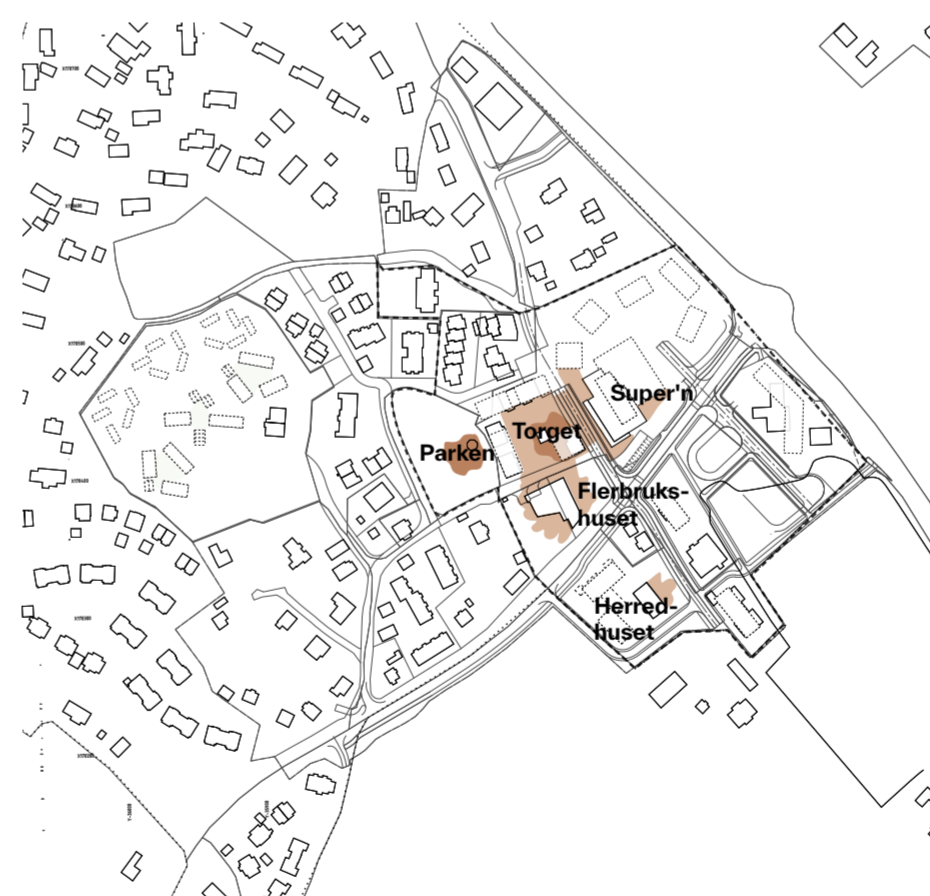 Super'n
Torget
Parken
Flerbruks-
huset
Herred-
huset